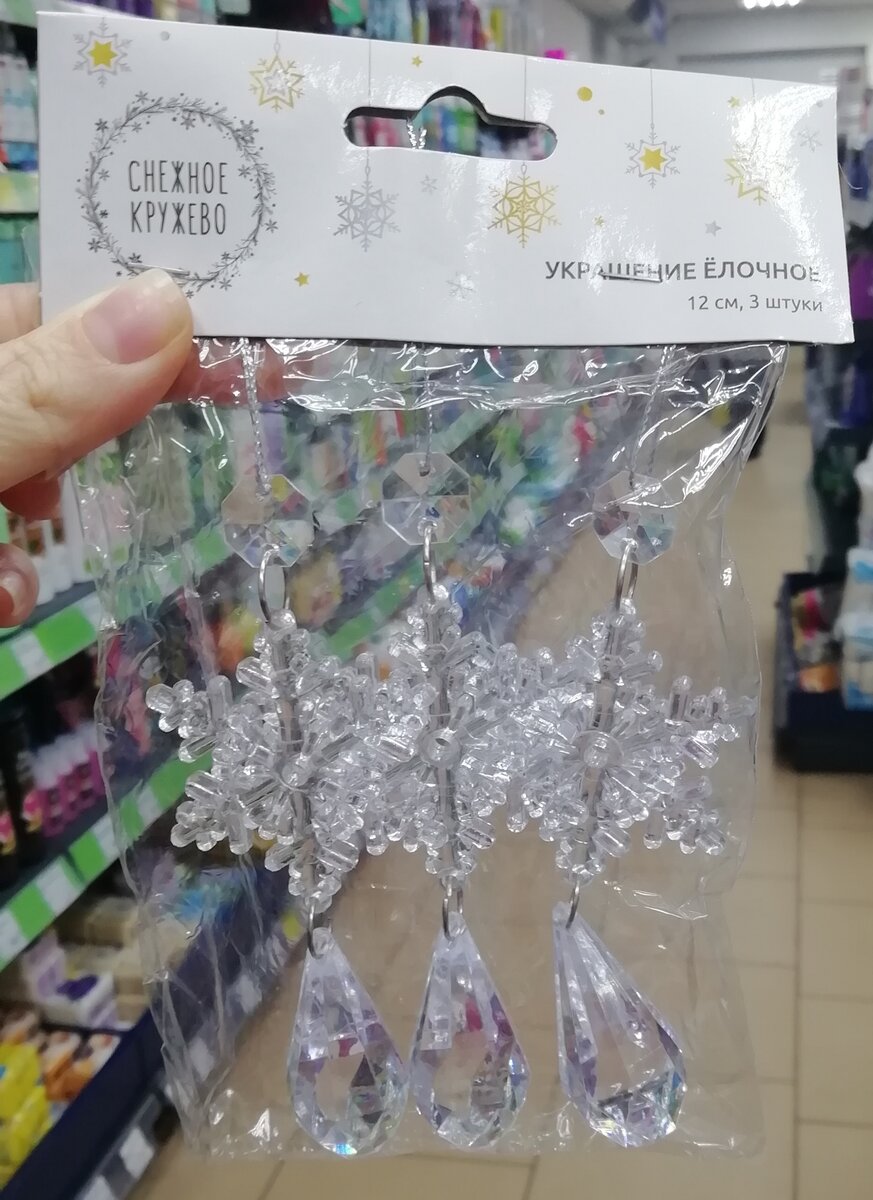 СНЕЖНОЕ
КРУЖЕВО
УКРАШЕНИЕ ЁЛОЧНОЕ
12 см, 3 штуки